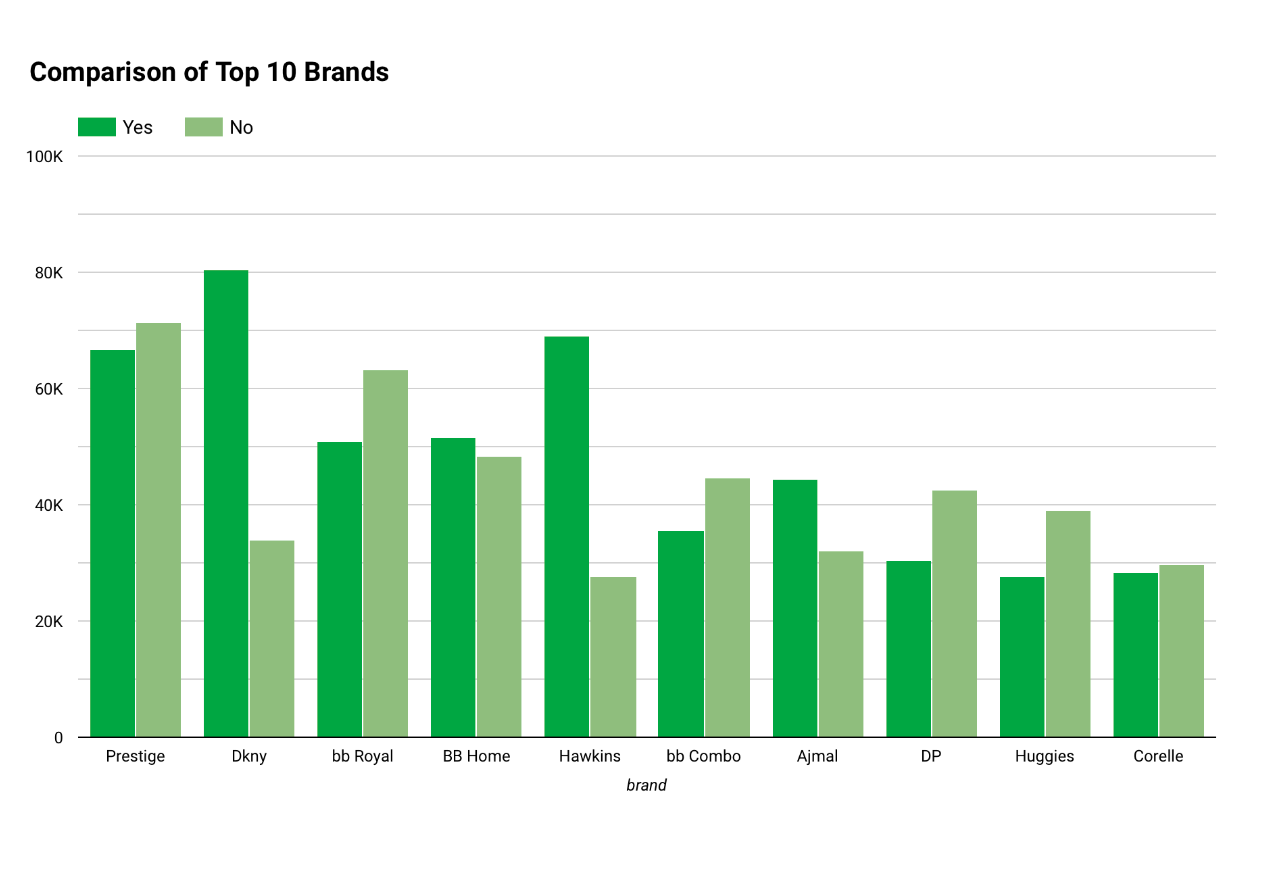 Comparison of Top 10 Brands
Yes No
100K
80K
60K
40K
20K
0
Prestige Dkny bb Royal BB Home Hawkins bb Combo Ajmal DP Huggies Corelle
brand